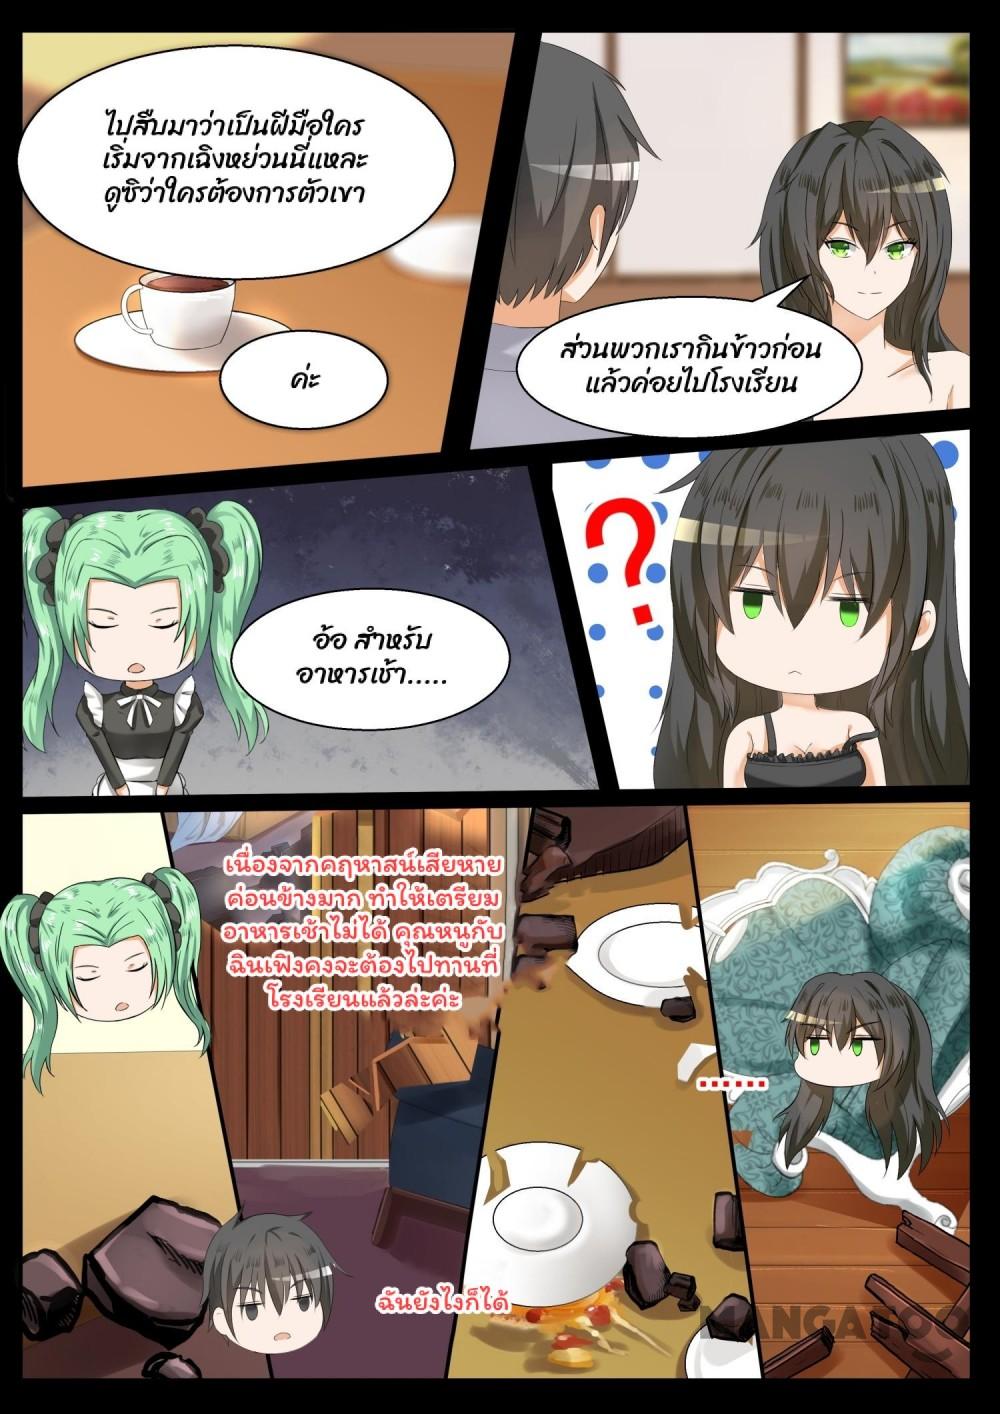 ไปสืบมาว่าเป็นฝีมือใคร
เริ่มจากเฉิงหย่วนนี่แหละ
ดูซิว่าใครต้องการตัวเขา
ค่ะ
ส่วนพวกเรากินข้าวก่อน
แล้วค่อยไปโรงเรียน
อ้อ สำหรับ
อาหารเช้า.....
?
เนื่องจากคฤหาสน์เสียหาย
ค่อนข้างมาก ทำให้เตรียม
อาหารเช้าไม่ได้ คุณหนูกับ
ฉินเฟิงคงจะต้องไปทานที่
โรงเรียนแล้วล่ะค่ะ
......
ฉันยังไงก็ได้
MANGATOON